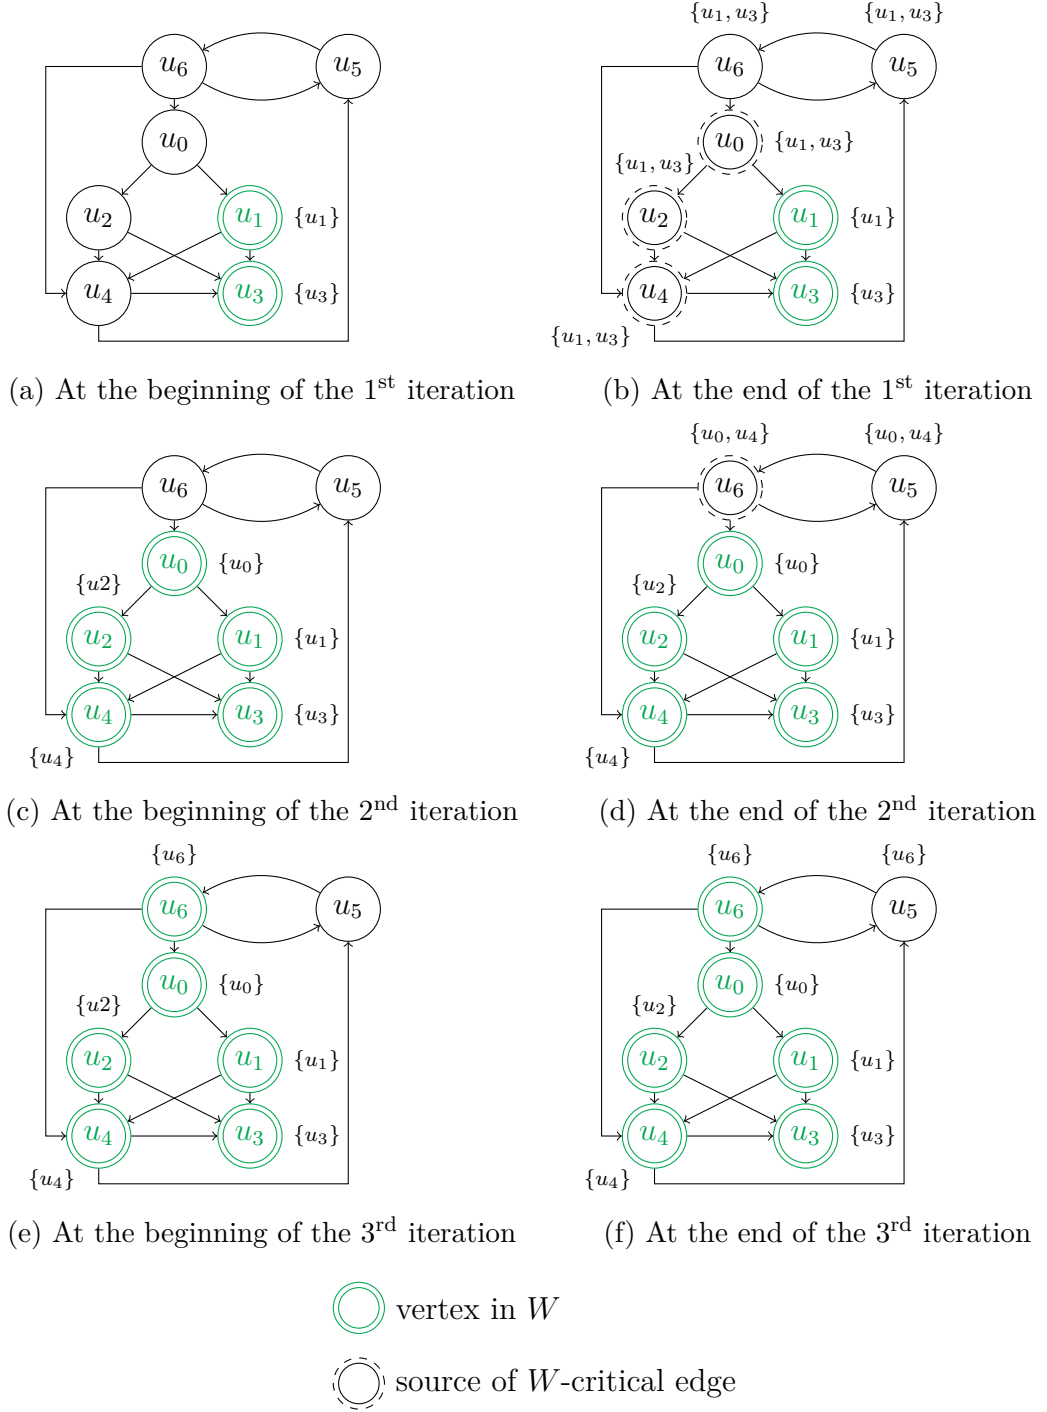 {u₁, u₃} {u₁, u₃}
u₆ u₅ u₆ u₅
u₀ u₀ {u₁, u₃}
{u₁, u₃}
u₂ u₁ {u₁} u₂ u₁ {u₁}
u₄ u₃ {u₃} u₄ u₃ {u₃}
{u₁, u₃}
(a) At the beginning of the 1st iteration (b) At the end of the 1st iteration
{u₀, u₄} {u₀, u₄}
u₆ u₅ u₆ u₅
u₀ {u₀} u₀ {u₀}
{u2} {u₂}
u₂ u₁ {u₁} u₂ u₁ {u₁}
u₄ u₃ {u₃} u₄ u₃ {u₃}
{u₄} {u₄}
(c) At the beginning of the 2nd iteration (d) At the end of the 2nd iteration
{u₆} {u₆} {u₆}
u₆ u₅ u₆ u₅
u₀ {u₀} u₀ {u₀}
{u2} {u₂}
u₂ u₁ {u₁} u₂ u₁ {u₁}
u₄ u₃ {u₃} u₄ u₃ {u₃}
{u₄} {u₄}
(e) At the beginning of the 3rd iteration (f) At the end of the 3rd iteration
vertex in W
source of W-critical edge